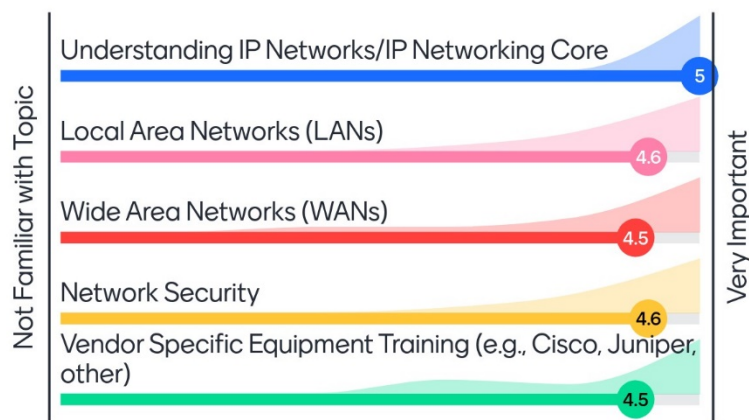 Not Familiar with Topic
Understanding IP Networks/IP Networking Core
5
Local Area Networks (LANs)
4.6
Wide Area Networks (WANs)
4.5
Network Security
4.6
Vendor Specific Equipment Training (e.g., Cisco, Juniper,
other)
4.5
Very Important